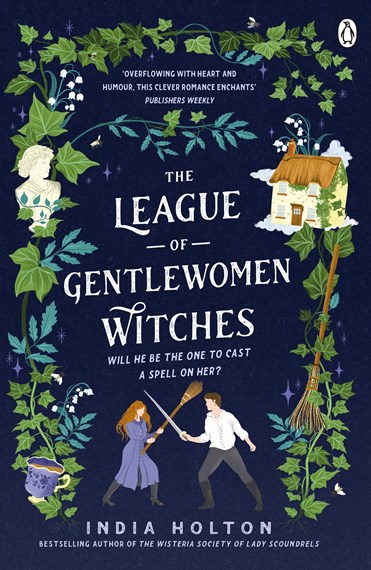 'OVERFLOWING WITH HEART AND
HUMOUR, THIS CLEVER ROMANCE ENCHANTS'
PUBLISHERS WEEKLY
THE
LEAGUE
— OF —
GENTLEWOMEN
WITCHES
WILL HE BE THE ONE TO CAST
A SPELL ON HER?
INDIA HOLTON
BESTSELLING AUTHOR OF THE WISTERIA SOCIETY OF LADY SCOUNDRELS